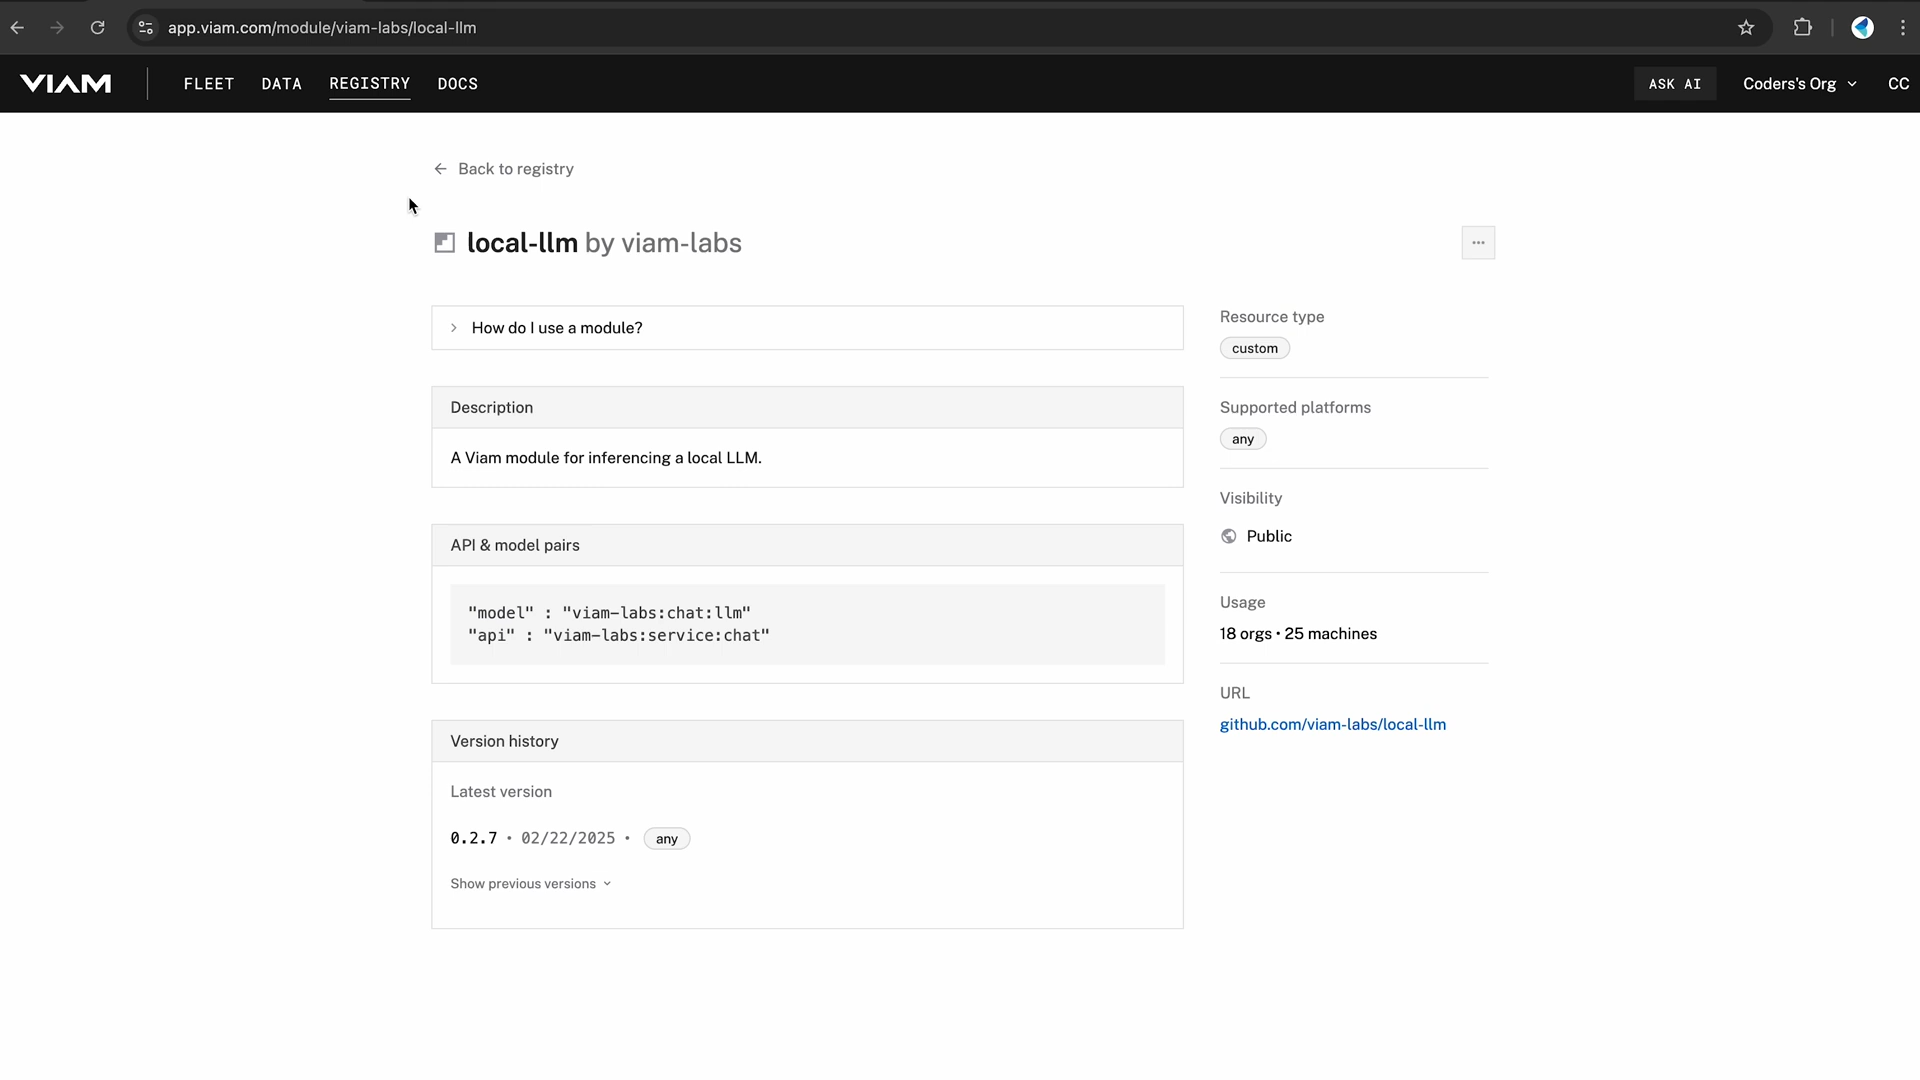 app.viam.com/module/viam-labs/local-llm
VIAM FLEET DATA REGISTRY DOCS ASK AI Coders's Org CC
Back to registry
local-llm by viam-labs
How do I use a module?
Description
A Viam module for inferencing a local LLM.
API & model pairs
"model" : "viam-labs:chat:llm"
"api" : "viam-labs:service:chat"
Version history
Latest version
0.2.7 • 02/22/2025 • any
Show previous versions
Resource type
custom
Supported platforms
any
Visibility
Public
Usage
18 orgs • 25 machines
URL
github.com/viam-labs/local-llm